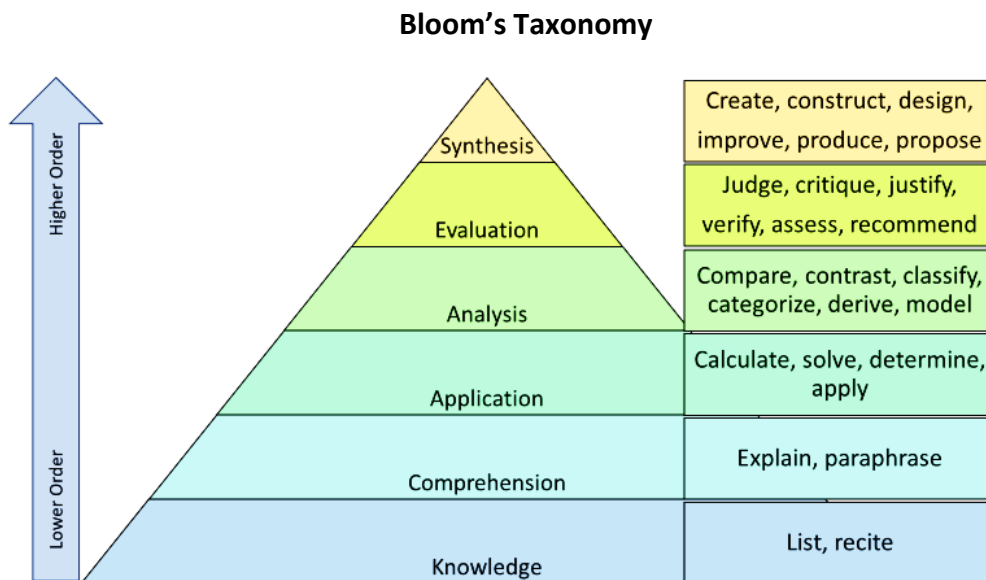 Bloom's Taxonomy
Higher Order
Lower Order
Synthesis
Create, construct, design,
improve, produce, propose
Evaluation
Judge, critique, justify,
verify, assess, recommend
Analysis
Compare, contrast, classify,
categorize, derive, model
Application
Calculate, solve, determine,
apply
Comprehension
Explain, paraphrase
Knowledge
List, recite